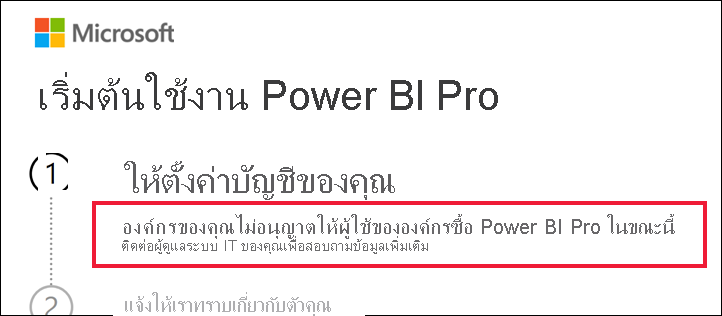 Microsoft
เริ่มต้นใช้งาน Power BI Pro
1
ให้ตั้งค่าบัญชีของคุณ
องค์กรของคุณไม่อนุญาตให้ผู้ใช้ขององค์กรซื้อ Power BI Pro ในขณะนี้
ติดต่อผู้ดูแลระบบ IT ของคุณเพื่อสอบถามข้อมูลเพิ่มเติม
2
แจ้งให้เราทราบเกี่ยวกับตัวคุณ